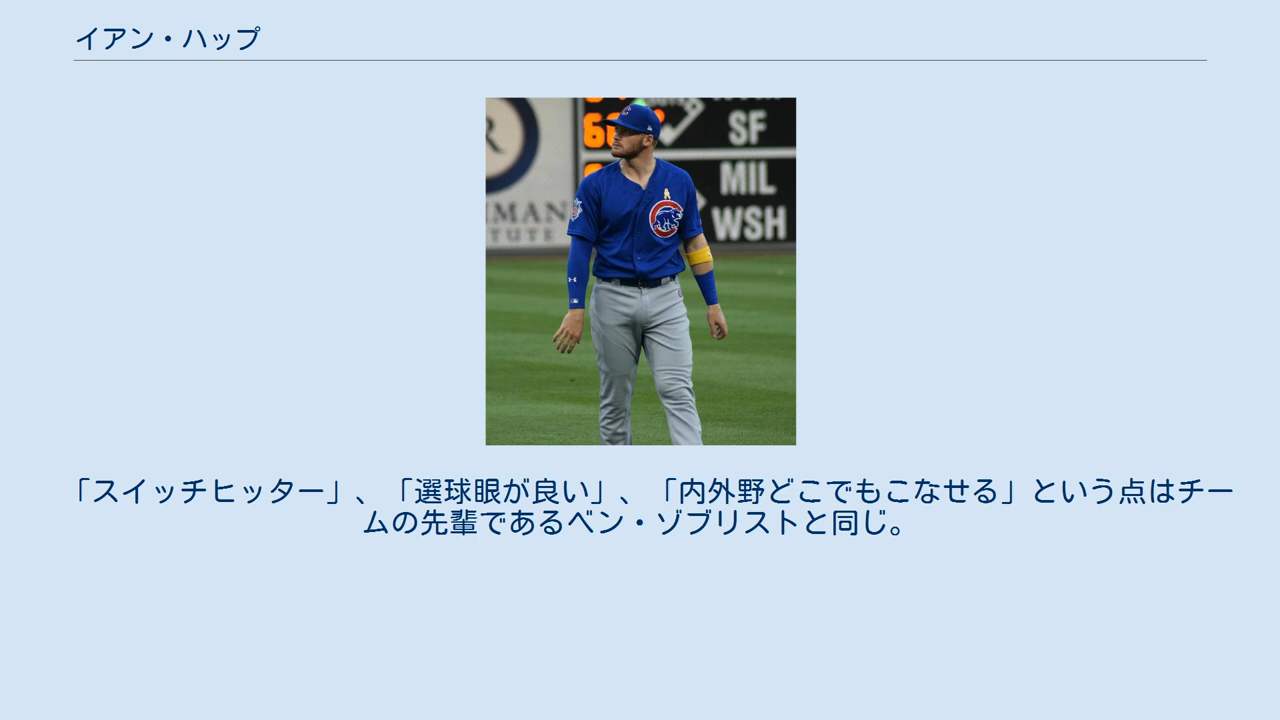 イアン・ハップ
SF
MIL
WSH
「スイッチヒッター」、「選球眼が良い」、「内外野どこでもこなせる」という点はチー
ムの先輩であるベン・ゾブリストと同じ。